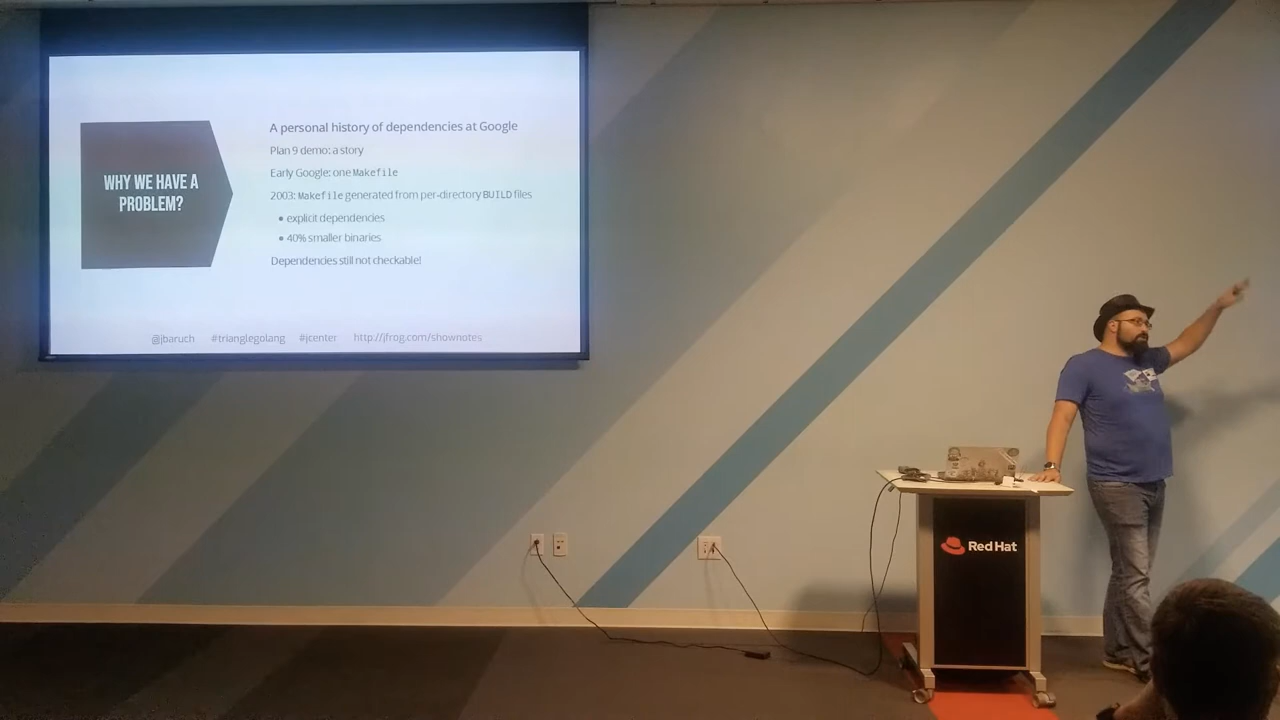 WHY WE HAVE A
PROBLEM?
A personal history of dependencies at Google
Plan 9 demo: a story
Early Google: one Makefile
2003: Makefile generated from per-directory BUILD files
• explicit dependencies
• 40% smaller binaries
Dependencies still not checkable!
@jbaruch #trianglegolang #jcenter http://jfrog.com/shownotes
Red Hat